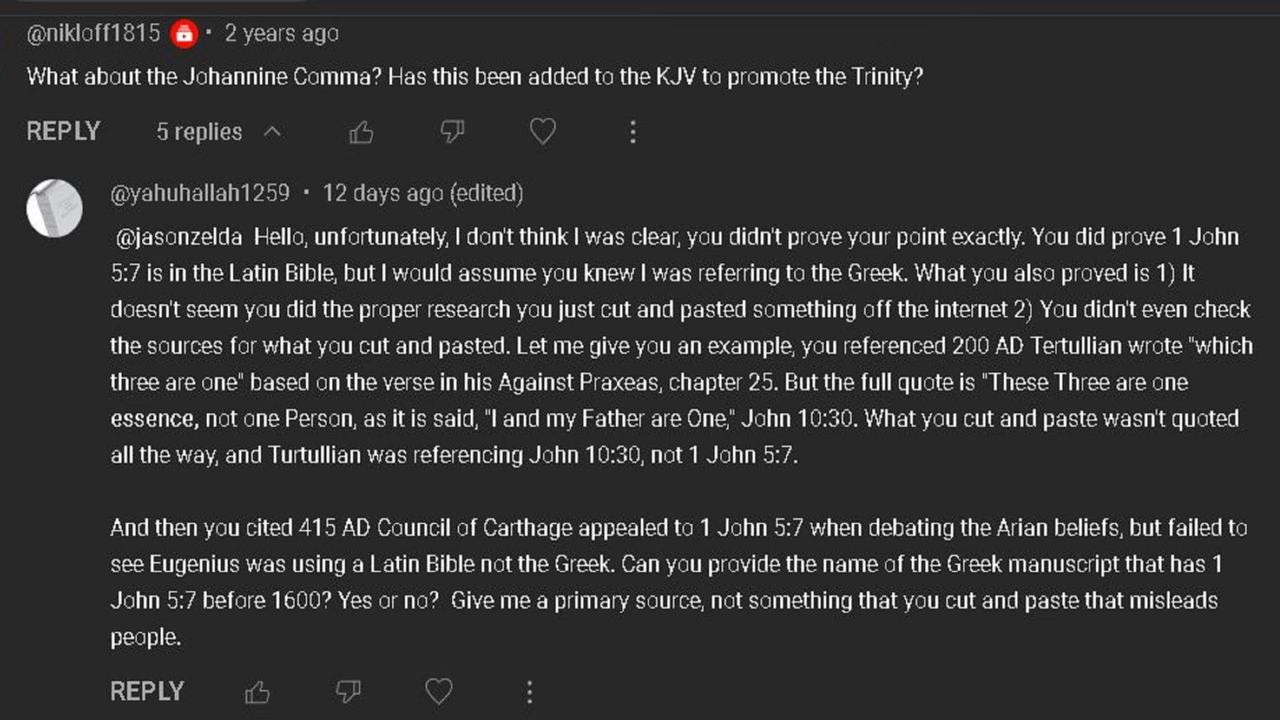 @nikloff1815 · 2 years ago
What about the Johannine Comma? Has this been added to the KJV to promote the Trinity?
REPLY 5 replies
@yahuhallah1259 · 12 days ago (edited)
@jasonzelda Hello, unfortunately, I don't think I was clear, you didn't prove your point exactly. You did prove 1 John
5:7 is in the Latin Bible, but I would assume you knew I was referring to the Greek. What you also proved is 1) It
doesn't seem you did the proper research you just cut and pasted something off the internet 2) You didn't even check
the sources for what you cut and pasted. Let me give you an example, you referenced 200 AD Tertullian wrote "which
three are one" based on the verse in his Against Praxeas, chapter 25. But the full quote is "These Three are one
essence, not one Person, as it is said, "I and my Father are One," John 10:30. What you cut and paste wasn't quoted
all the way, and Turtullian was referencing John 10:30, not 1 John 5:7.
And then you cited 415 AD Council of Carthage appealed to 1 John 5:7 when debating the Arian beliefs, but failed to
see Eugenius was using a Latin Bible not the Greek. Can you provide the name of the Greek manuscript that has 1
John 5:7 before 1600? Yes or no? Give me a primary source, not something that you cut and paste that misleads
people.
REPLY